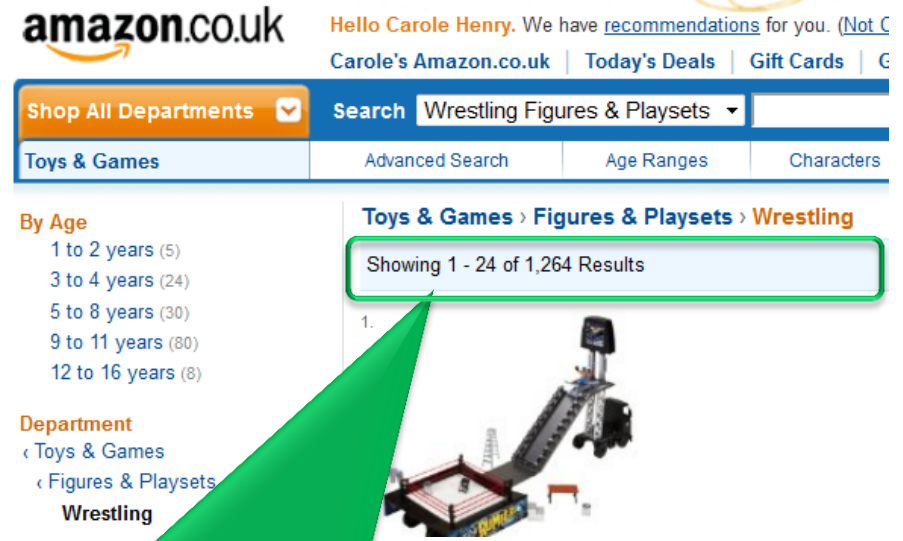 amazon.co.uk
Hello Carole Henry. We have recommendations for you. (Not
Carole's Amazon.co.uk | Today's Deals | Gift Cards | G
Shop All Departments
Search Wrestling Figures & Playsets
Toys & Games
Advanced Search | Age Ranges | Characters
By Age
1 to 2 years (5)
3 to 4 years (24)
5 to 8 years (30)
9 to 11 years (80)
12 to 16 years (8)
Department
‹ Toys & Games
‹ Figures & Playsets
Wrestling
Toys & Games › Figures & Playsets › Wrestling
Showing 1 - 24 of 1,264 Results
1.